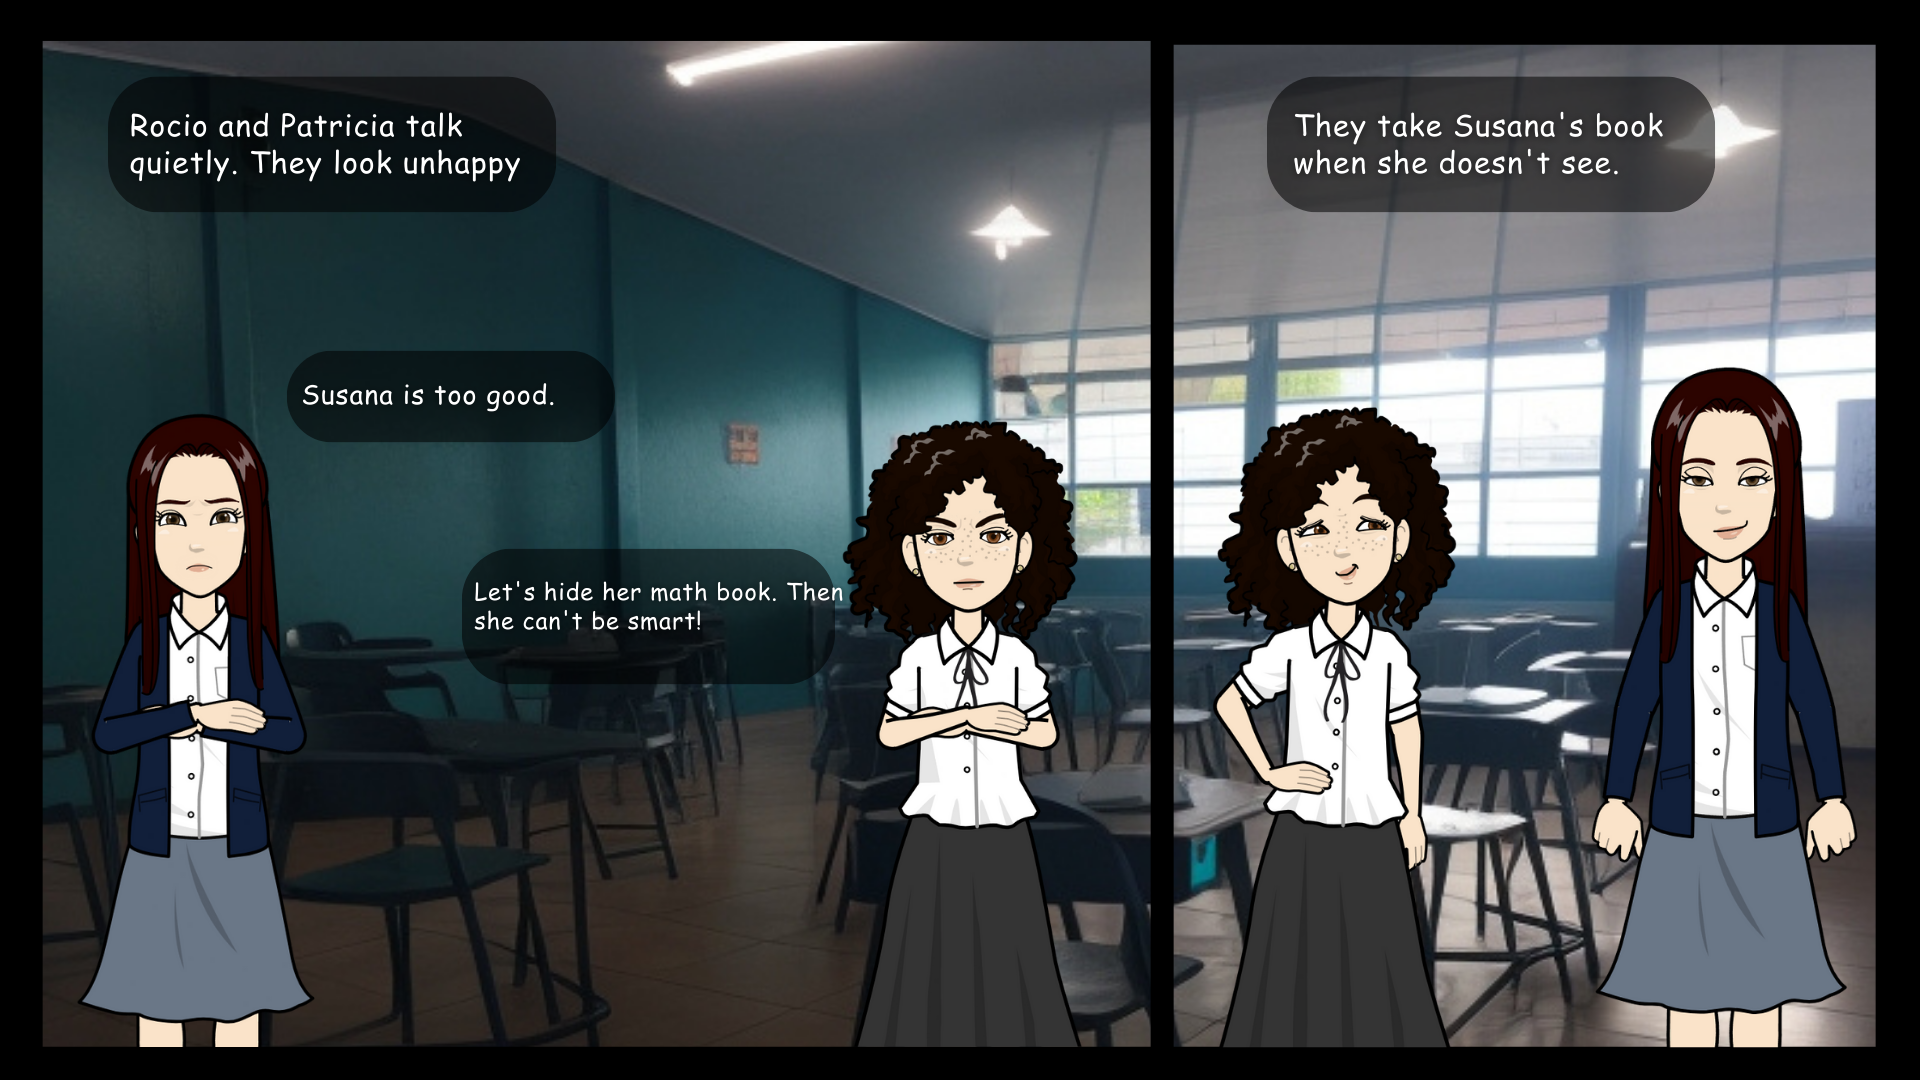 Rocio and Patricia talk
quietly. They look unhappy
Susana is too good.
Let's hide her math book. Then
she can't be smart!
They take Susana's book
when she doesn't see.